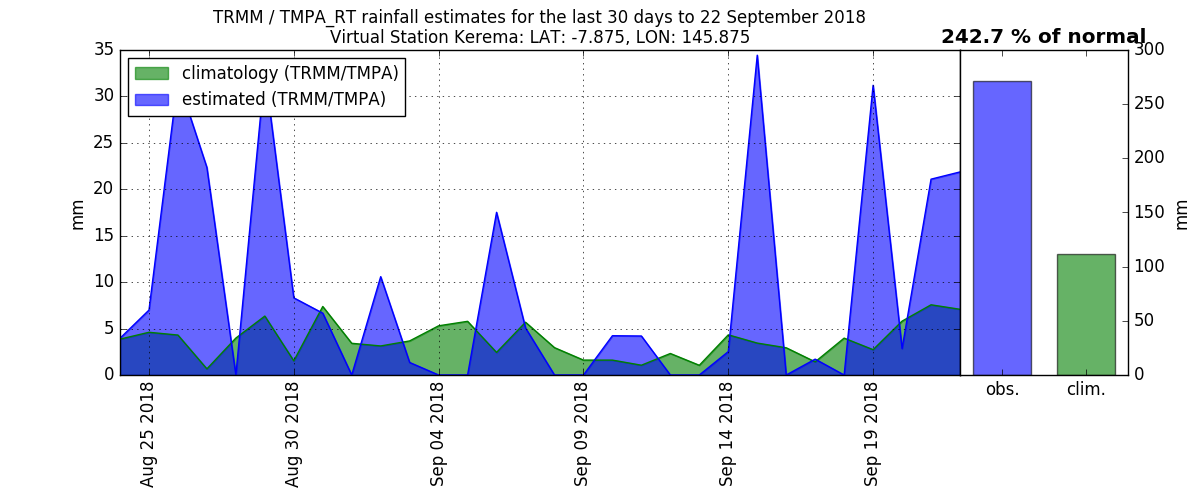 TRMM / TMPA_RT rainfall estimates for the last 30 days to 22 September 2018
Virtual Station Kerema: LAT: -7.875, LON: 145.875
242.7 % of normal
climatology (TRMM/TMPA)
estimated (TRMM/TMPA)
mm
35
30
25
20
15
10
5
0
Aug 25 2018
Aug 30 2018
Sep 04 2018
Sep 09 2018
Sep 14 2018
Sep 19 2018
obs.
clim.
300
250
200
150
100
50
0
mm